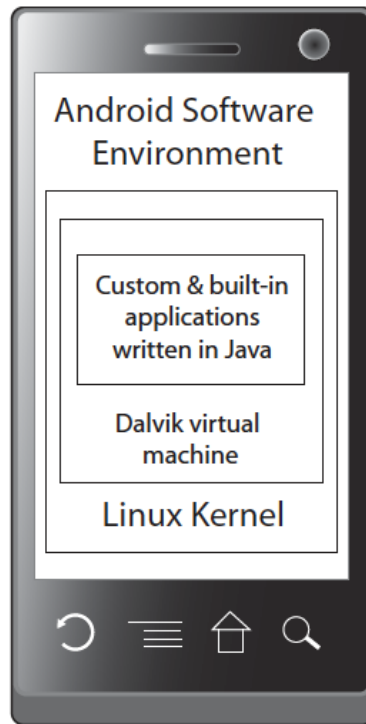 Android Software
Environment
Custom & built-in
applications
written in Java
Dalvik virtual
machine
Linux Kernel